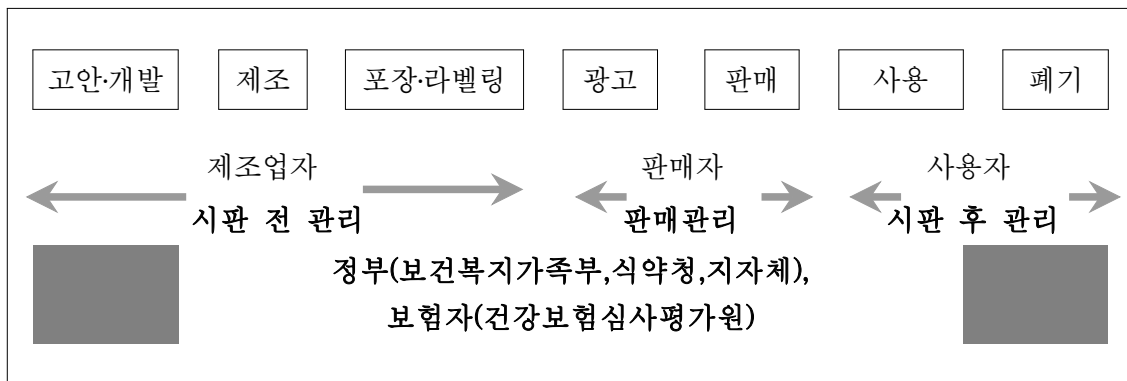 고안·개발 제조 포장·라벨링 광고 판매 사용 폐기
제조업자 판매자 사용자
시판 전 관리 판매관리 시판 후 관리
정부(보건복지가족부,식약청,지자체),
보험자(건강보험심사평가원)